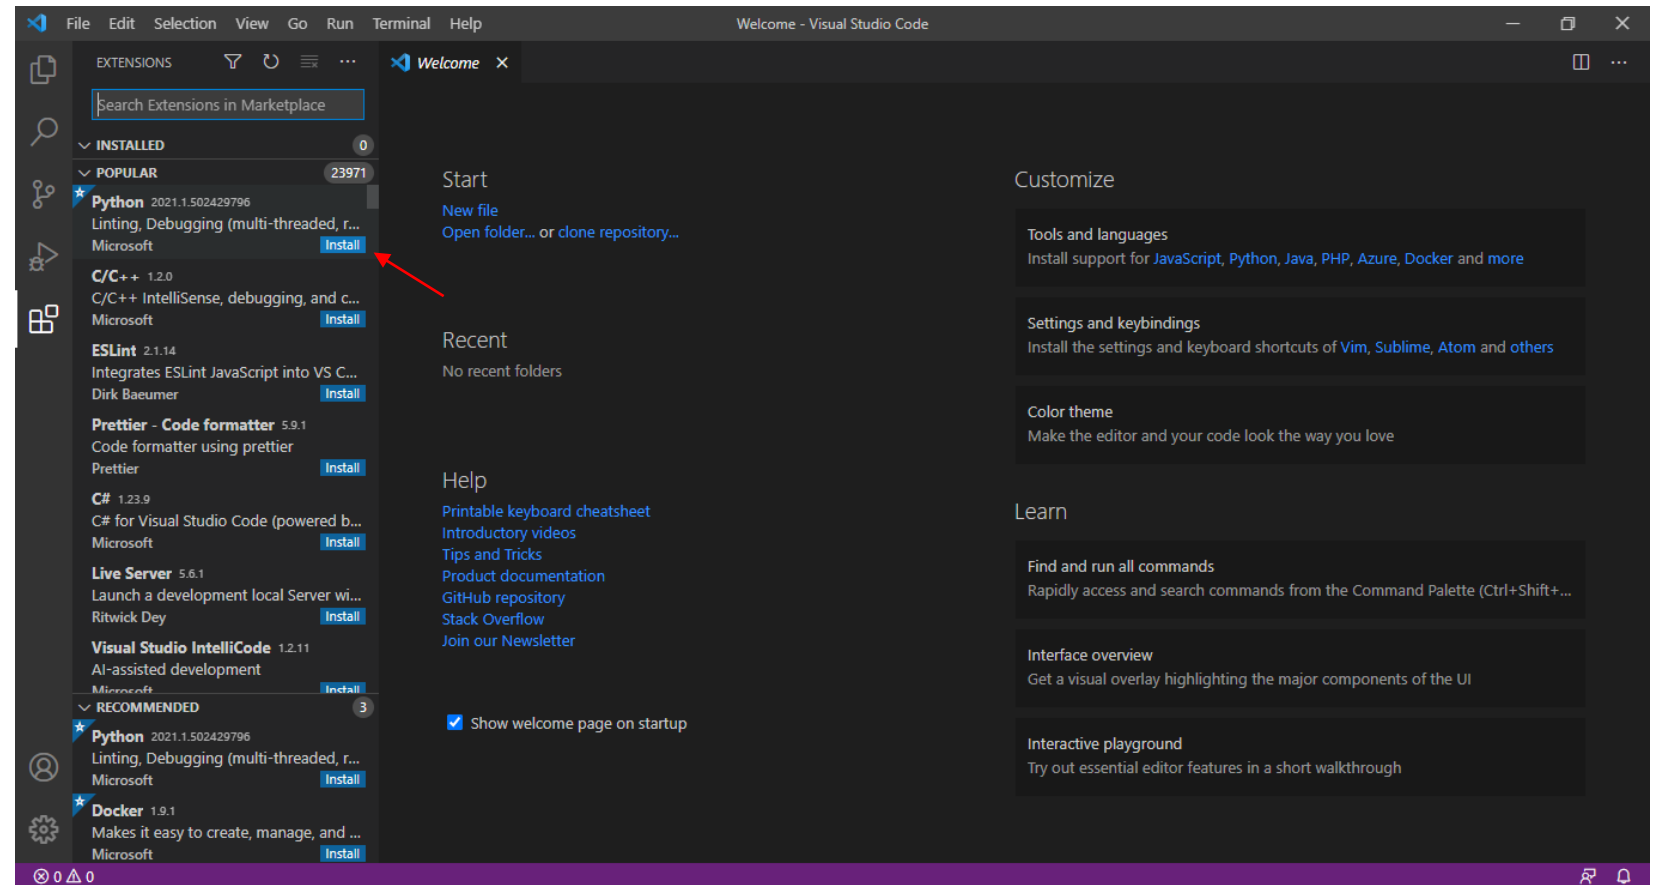 File Edit Selection View Go Run Terminal Help
Welcome - Visual Studio Code
EXTENSIONS
Welcome
Search Extensions in Marketplace
INSTALLED 0
POPULAR 23971
Python 2021.1.502429796
Linting, Debugging (multi-threaded, r...
Microsoft Install
C/C++ 1.2.0
C/C++ IntelliSense, debugging, and c...
Microsoft Install
ESLint 2.1.14
Integrates ESLint JavaScript into VS C...
Dirk Baeumer Install
Prettier - Code formatter 5.9.1
Code formatter using prettier
Prettier Install
C# 1.23.9
C# for Visual Studio Code (powered b...
Microsoft Install
Live Server 5.6.1
Launch a development local Server wi...
Ritwick Dey Install
Visual Studio IntelliCode 1.2.11
AI-assisted development
Microsoft Install
RECOMMENDED 3
Python 2021.1.502429796
Linting, Debugging (multi-threaded, r...
Microsoft Install
Docker 1.9.1
Makes it easy to create, manage, and ...
Microsoft Install
Start
New file
Open folder... or clone repository...
Recent
No recent folders
Help
Printable keyboard cheatsheet
Introductory videos
Tips and Tricks
Product documentation
GitHub repository
Stack Overflow
Join our Newsletter
Show welcome page on startup
Customize
Tools and languages
Install support for JavaScript, Python, Java, PHP, Azure, Docker and more
Settings and keybindings
Install the settings and keyboard shortcuts of Vim, Sublime, Atom and others
Color theme
Make the editor and your code look the way you love
Learn
Find and run all commands
Rapidly access and search commands from the Command Palette (Ctrl+Shift+...
Interface overview
Get a visual overlay highlighting the major components of the UI
Interactive playground
Try out essential editor features in a short walkthrough
0 0